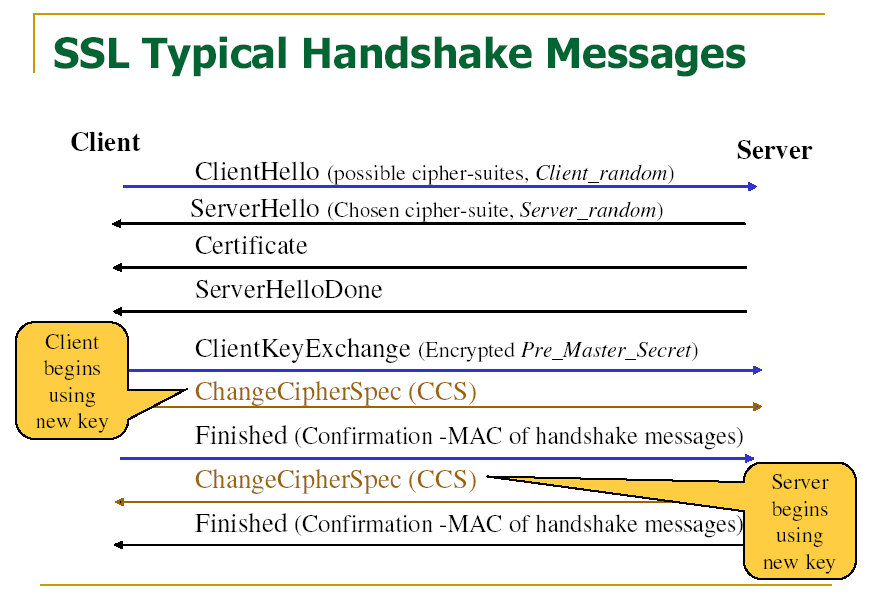 SSL Typical Handshake Messages
Client
Server
ClientHello (possible cipher-suites, Client_random)
ServerHello (Chosen cipher-suite, Server_random)
Certificate
ServerHelloDone
Client
begins
using
new key
ClientKeyExchange (Encrypted Pre_Master_Secret)
ChangeCipherSpec (CCS)
Finished (Confirmation -MAC of handshake messages)
ChangeCipherSpec (CCS)
Server
begins
using
new key
Finished (Confirmation -MAC of handshake messages)